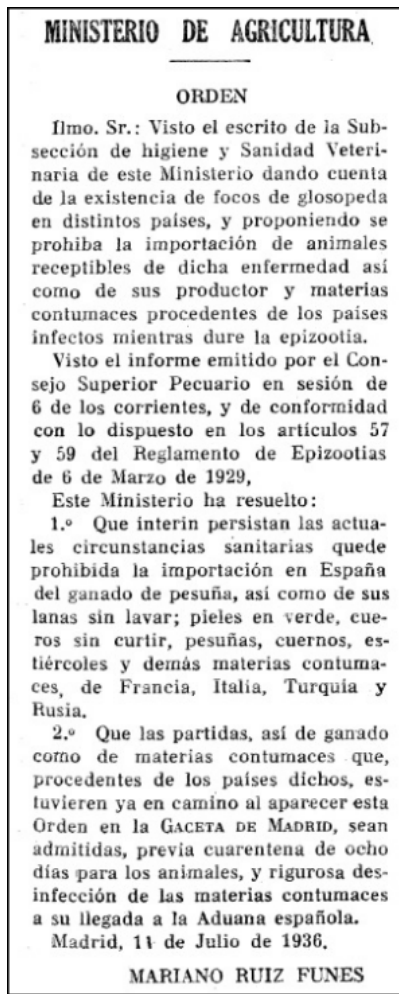 MINISTERIO DE AGRICULTURA
ORDEN
Ilmo. Sr.: Visto el escrito de la Sub-
sección de higiene y Sanidad Veteri-
naria de este Ministerio dando cuenta
de la existencia de focos de glosopeda
en distintos países, y proponiendo se
prohiba la importación de animales
receptibles de dicha enfermedad así
como de sus productor y materias
contumaces procedentes de los países
infectos mientras dure la epizootia.
Visto el informe emitido por el Con-
sejo Superior Pecuario en sesión de
6 de los corrientes, y de conformidad
con lo dispuesto en los artículos 57
y 59 del Reglamento de Epizootias
de 6 de Marzo de 1929,
Este Ministerio ha resuelto:
1.º Que interin persistan las actua-
les circunstancias sanitarias quede
prohibida la importación en España
del ganado de pesuña, así como de sus
lanas sin lavar; pieles en verde, cue-
ros sin curtir, pesuñas, cuernos, es-
tiércoles y demás materias contuma-
ces, de Francia, Italia, Turquía y
Rusia.
2.º Que las partidas, así de ganado
como de materias contumaces que,
procedentes de los países dichos, es-
tuvieren ya en camino al aparecer esta
Orden en la GACETA DE MADRID, sean
admitidas, previa cuarentena de ocho
días para los animales, y rigurosa des-
infección de las materias contumaces
a su llegada a la Aduana española.
Madrid, 11 de Julio de 1936.
MARIANO RUIZ FUNES